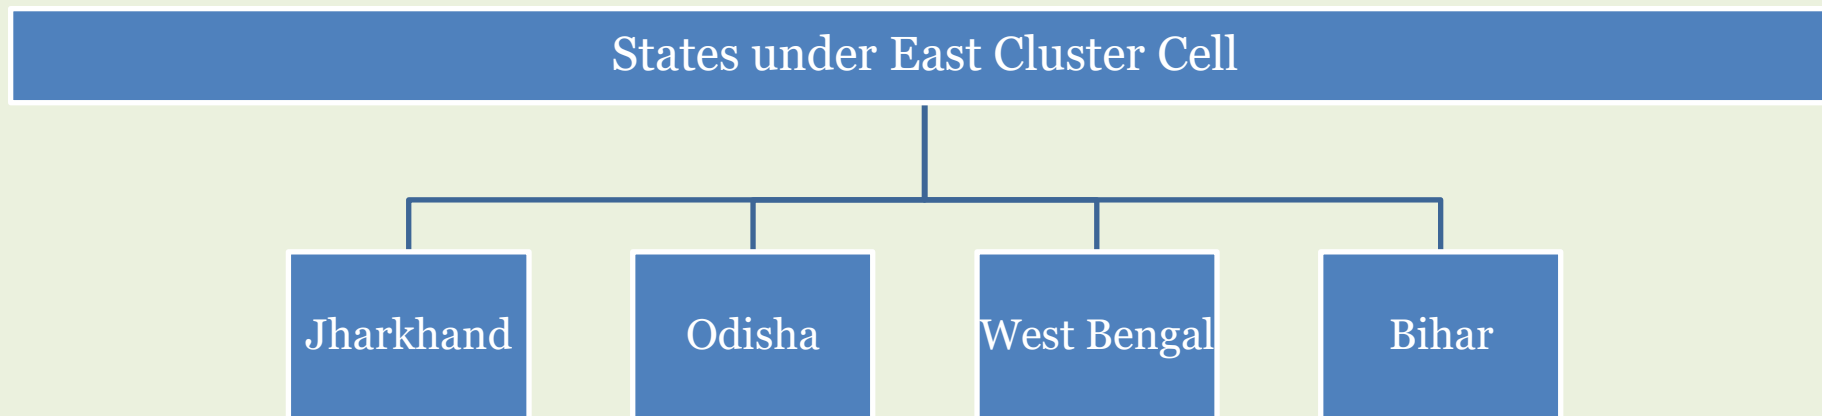 States under East Cluster Cell
Jharkhand
Odisha
West Bengal
Bihar